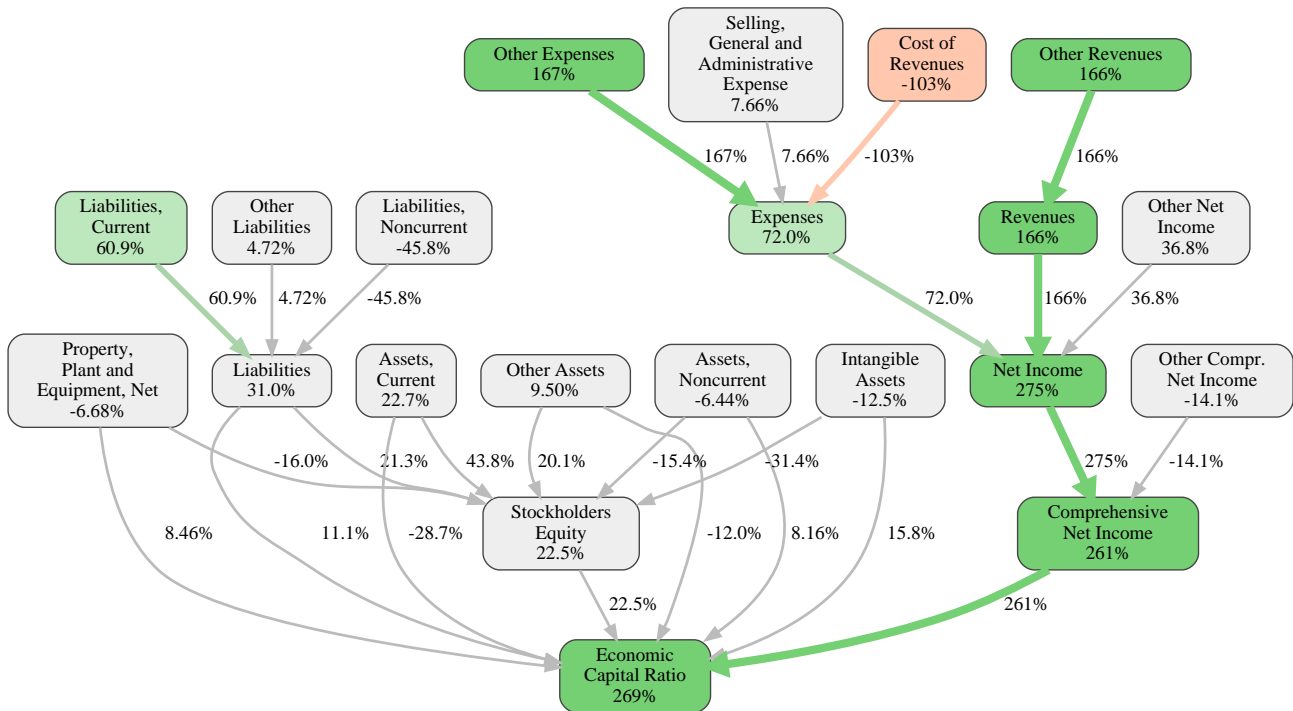 Other Expenses
167%
Selling,
General and
Administrative
Expense
7.66%
Cost of
Revenues
-103%
Other Revenues
166%
167%
7.66%
-103%
166%
Liabilities,
Current
60.9%
Other
Liabilities
4.72%
Liabilities,
Noncurrent
-45.8%
Expenses
72.0%
Revenues
166%
Other Net
Income
36.8%
60.9%
4.72%
-45.8%
72.0%
166%
36.8%
Property,
Plant and
Equipment, Net
-6.68%
Liabilities
31.0%
Assets,
Current
22.7%
Other Assets
9.50%
Assets,
Noncurrent
-6.44%
Intangible
Assets
-12.5%
Net Income
275%
Other Compr.
Net Income
-14.1%
-16.0%
21.3%
43.8%
20.1%
-15.4%
-31.4%
275%
-14.1%
Stockholders
Equity
22.5%
Comprehensive
Net Income
261%
8.46%
11.1%
-28.7%
-12.0%
8.16%
15.8%
22.5%
261%
Economic
Capital Ratio
269%